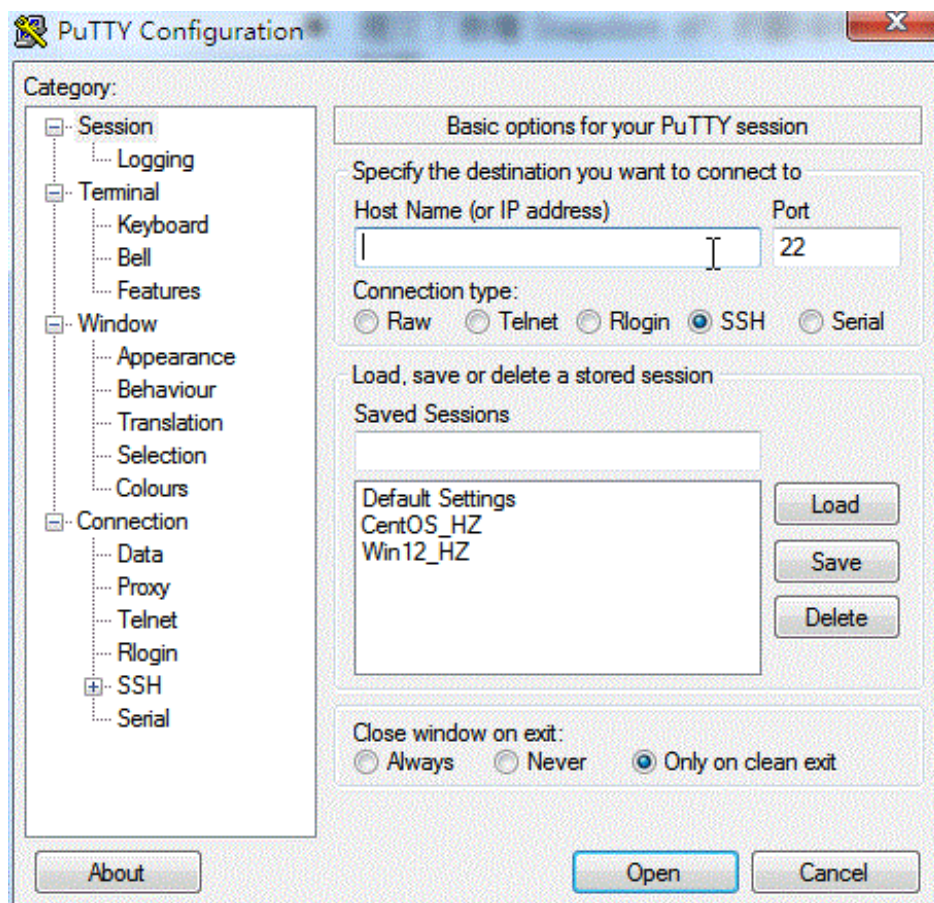 PuTTY Configuration
Category:
Session
Logging
Terminal
Keyboard
Bell
Features
Window
Appearance
Behaviour
Translation
Selection
Colours
Connection
Data
Proxy
Telnet
Rlogin
SSH
Serial
Basic options for your PuTTY session
Specify the destination you want to connect to
Host Name (or IP address) Port
22
Connection type:
Raw Telnet Rlogin SSH Serial
Load, save or delete a stored session
Saved Sessions
Default Settings
CentOS_HZ
Win12_HZ
Load
Save
Delete
Close window on exit:
Always Never Only on clean exit
About Open Cancel